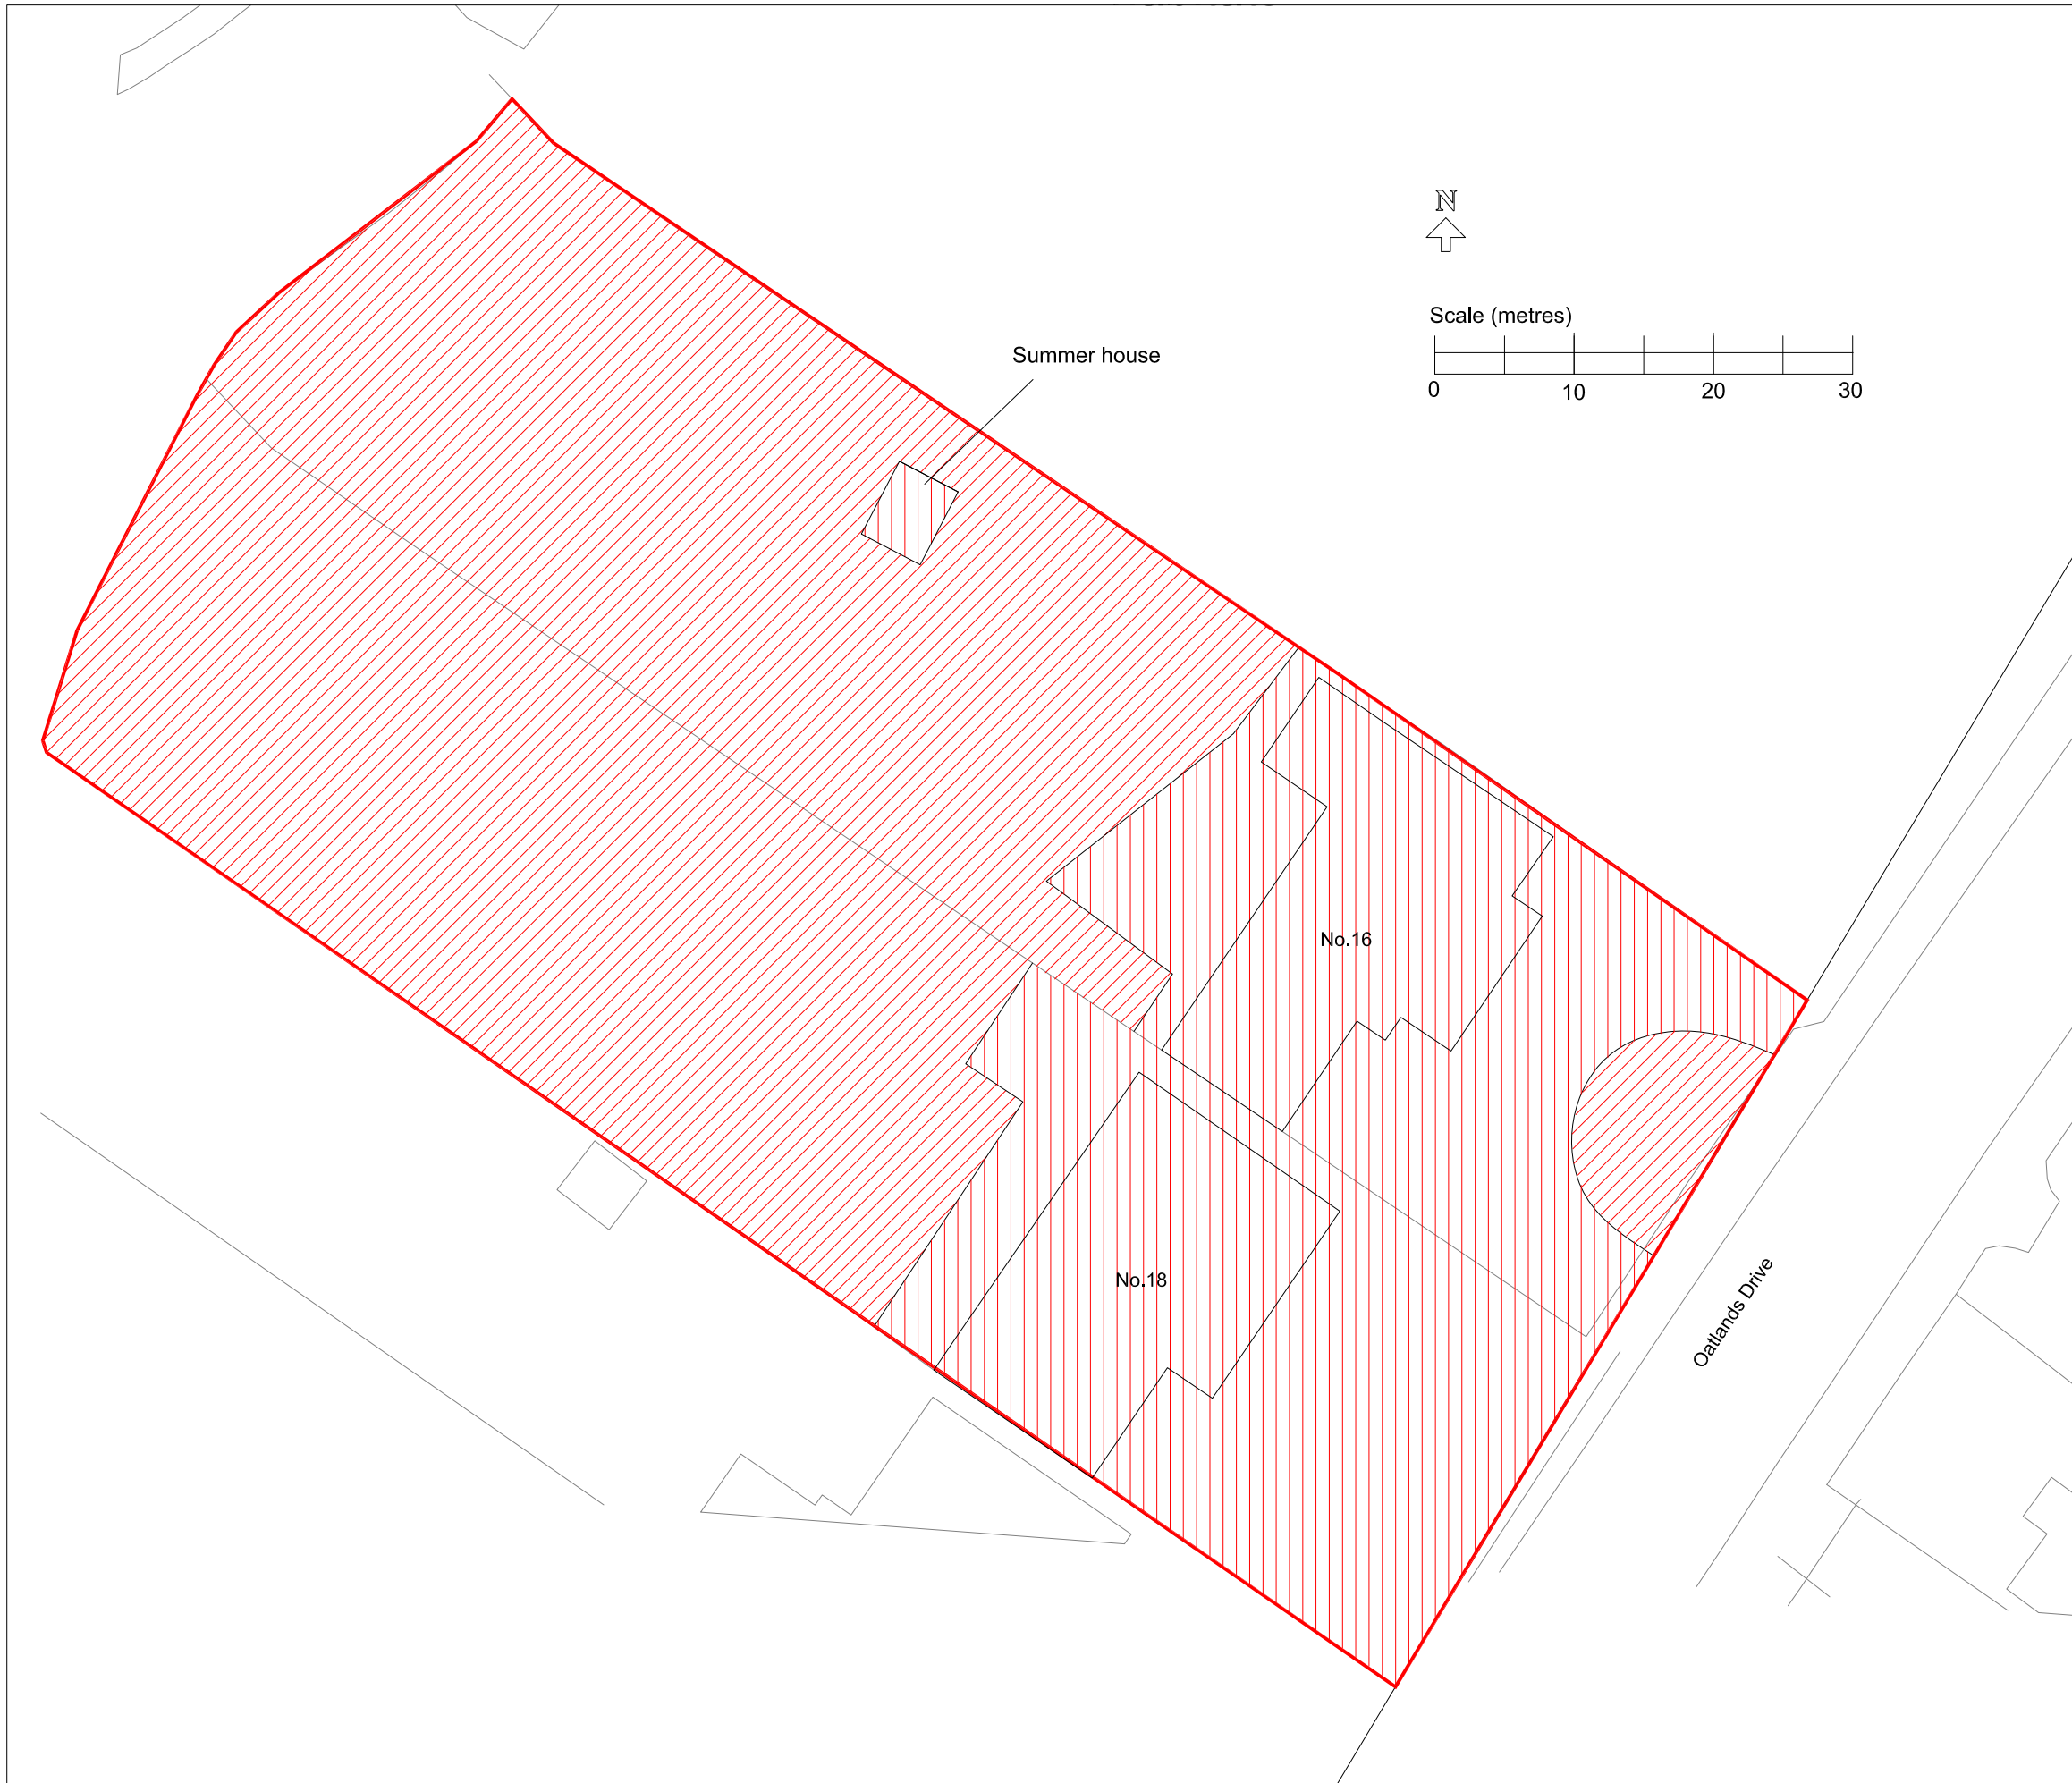 N
Scale (metres)
0 10 20 30
Summer house
No.16
No.18
Oatlands Drive